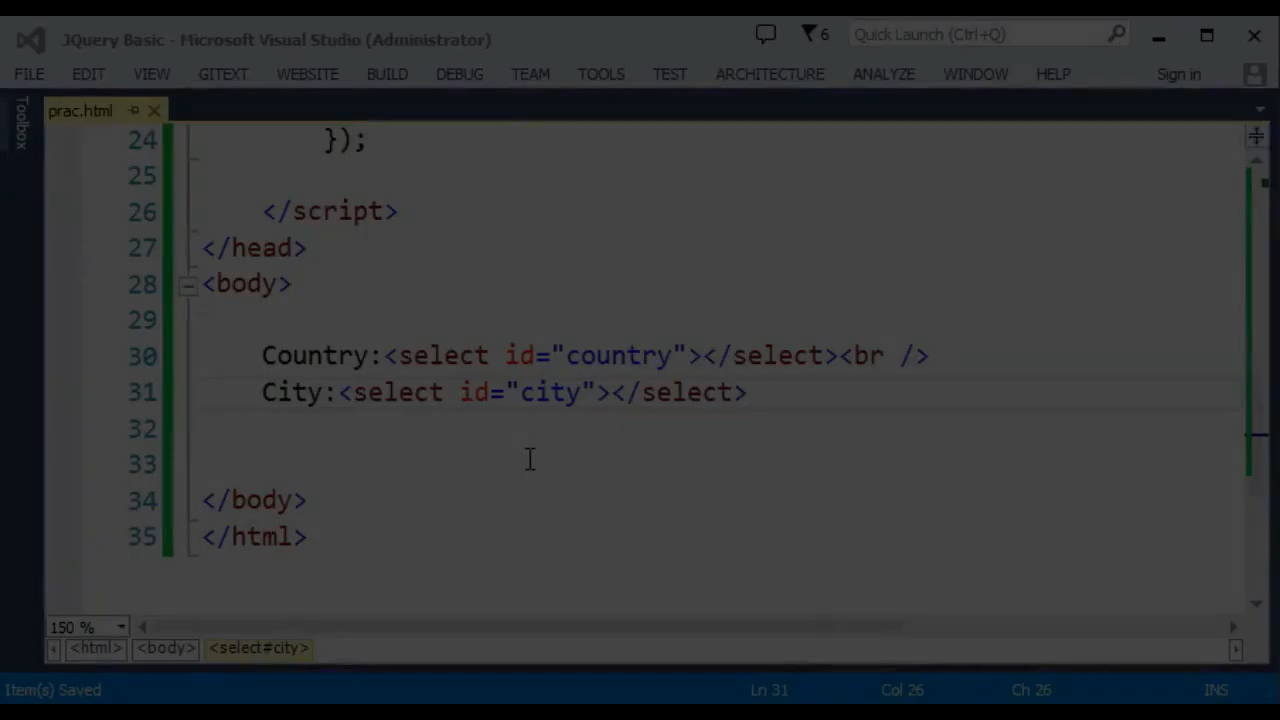 JQuery Basic - Microsoft Visual Studio (Administrator)
6
Quick Launch (Ctrl+Q)
FILE EDIT VIEW GITEXT WEBSITE BUILD DEBUG TEAM TOOLS TEST ARCHITECTURE ANALYZE WINDOW HELP Sign in
Toolbox
prac.html
24 });
25
26 </script>
27 </head>
28 <body>
29
30 Country:<select id="country"></select><br />
31 City:<select id="city"></select>
32
33
34 </body>
35 </html>
150 %
<html> <body> <select#city>
Item(s) Saved Ln 31 Col 26 Ch 26 INS